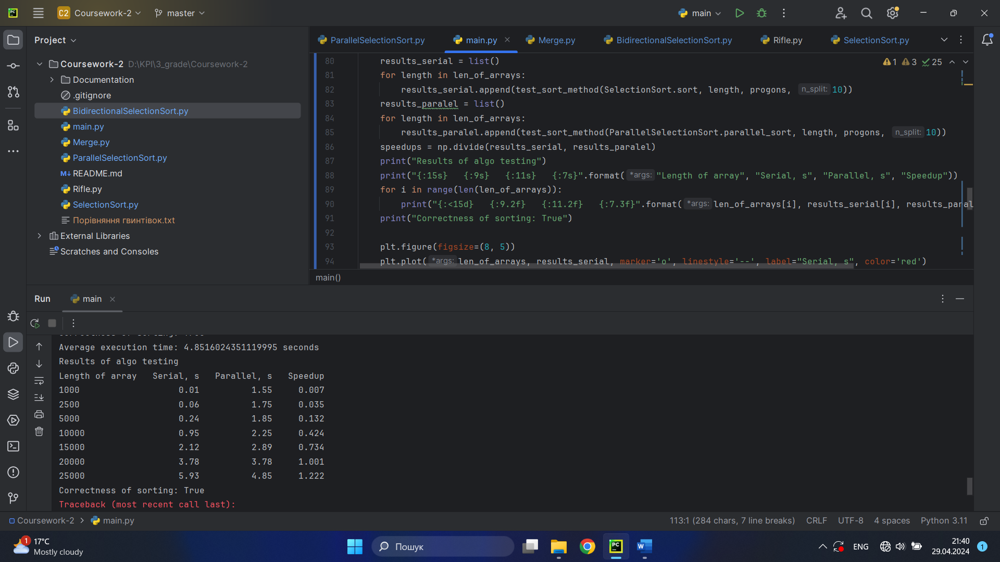 C2 Coursework-2 master main
Project
Coursework-2 D:\KPI\3_grade\Coursework-2
Documentation
.gitignore
BidirectionalSelectionSort.py
main.py
Merge.py
ParallelSelectionSort.py
README.md
Rifle.py
SelectionSort.py
Порівняння гвинтівок.txt
External Libraries
Scratches and Consoles
ParallelSelectionSort.py main.py Merge.py BidirectionalSelectionSort.py Rifle.py SelectionSort.py
1 3 25
80 results_serial = list()
81 for length in len_of_arrays:
82 results_serial.append(test_sort_method(SelectionSort.sort, length, progons, n_split: 10))
83 results_paralel = list()
84 for length in len_of_arrays:
85 results_paralel.append(test_sort_method(ParallelSelectionSort.parallel_sort, length, progons, n_split: 10))
86 speedups = np.divide(results_serial, results_paralel)
87 print("Results of algo testing")
88 print("{:15s}   {:9s}   {:11s}   {:7s}".format( *args: "Length of array", "Serial, s", "Parallel, s", "Speedup"))
89 for i in range(len(len_of_arrays)):
90 print("{:<15d}   {:9.2f}   {:11.2f}   {:7.3f}".format( *args: len_of_arrays[i], results_serial[i], results_paral
91 print("Correctness of sorting: True")
92
93 plt.figure(figsize=(8, 5))
94 plt.plot( *args: len_of_arrays, results_serial, marker='o', linestyle='--', label="Serial, s", color='red')
main()
Run main
Average execution time: 4.8516024351119995 seconds
Results of algo testing
Length of array Serial, s Parallel, s Speedup
1000 0.01 1.55 0.007
2500 0.06 1.75 0.035
5000 0.24 1.85 0.132
10000 0.95 2.25 0.424
15000 2.12 2.89 0.734
20000 3.78 3.78 1.001
25000 5.93 4.85 1.222
Correctness of sorting: True
Traceback (most recent call last):
Coursework-2 main.py
113:1 (284 chars, 7 line breaks) CRLF UTF-8 4 spaces Python 3.11
1 17°C
Mostly cloudy
Пошук
ENG
21:40
29.04.2024
1